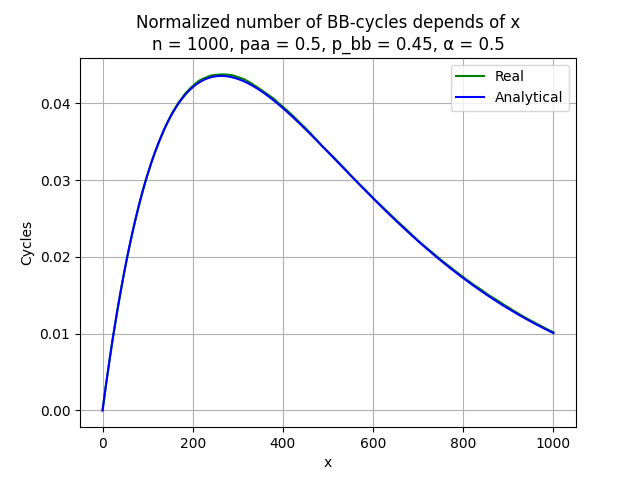 Normalized number of BB-cycles depends of x
n = 1000, paa = 0.5, p_bb = 0.45, α = 0.5
Real
Analytical
0.04
0.03
0.02
0.01
0.00
Cycles
0 200 400 600 800 1000
x